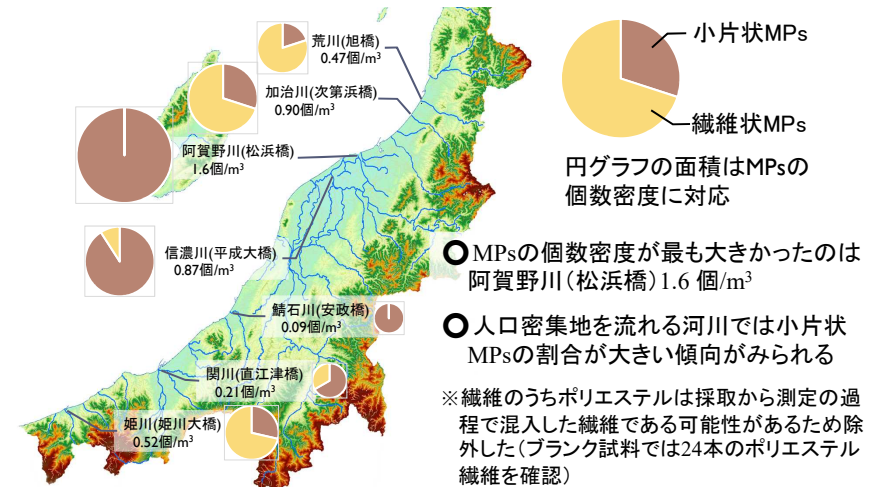 荒川(旭橋)
0.47個/m³
加治川(次第浜橋)
0.90個/m³
阿賀野川(松浜橋)
1.6個/m³
信濃川(平成大橋)
0.87個/m³
鯖石川(安政橋)
0.09個/m³
関川(直江津橋)
0.21個/m³
姫川(姫川大橋)
0.52個/m³
小片状MPs
繊維状MPs
円グラフの面積はMPsの
個数密度に対応
○MPsの個数密度が最も大きかったのは
阿賀野川(松浜橋)1.6 個/m³
○人口密集地を流れる河川では小片状
MPsの割合が大きい傾向がみられる
※繊維のうちポリエステルは採取から測定の過
程で混入した繊維である可能性があるため除
外した(ブランク試料では24本のポリエステル
繊維を確認)